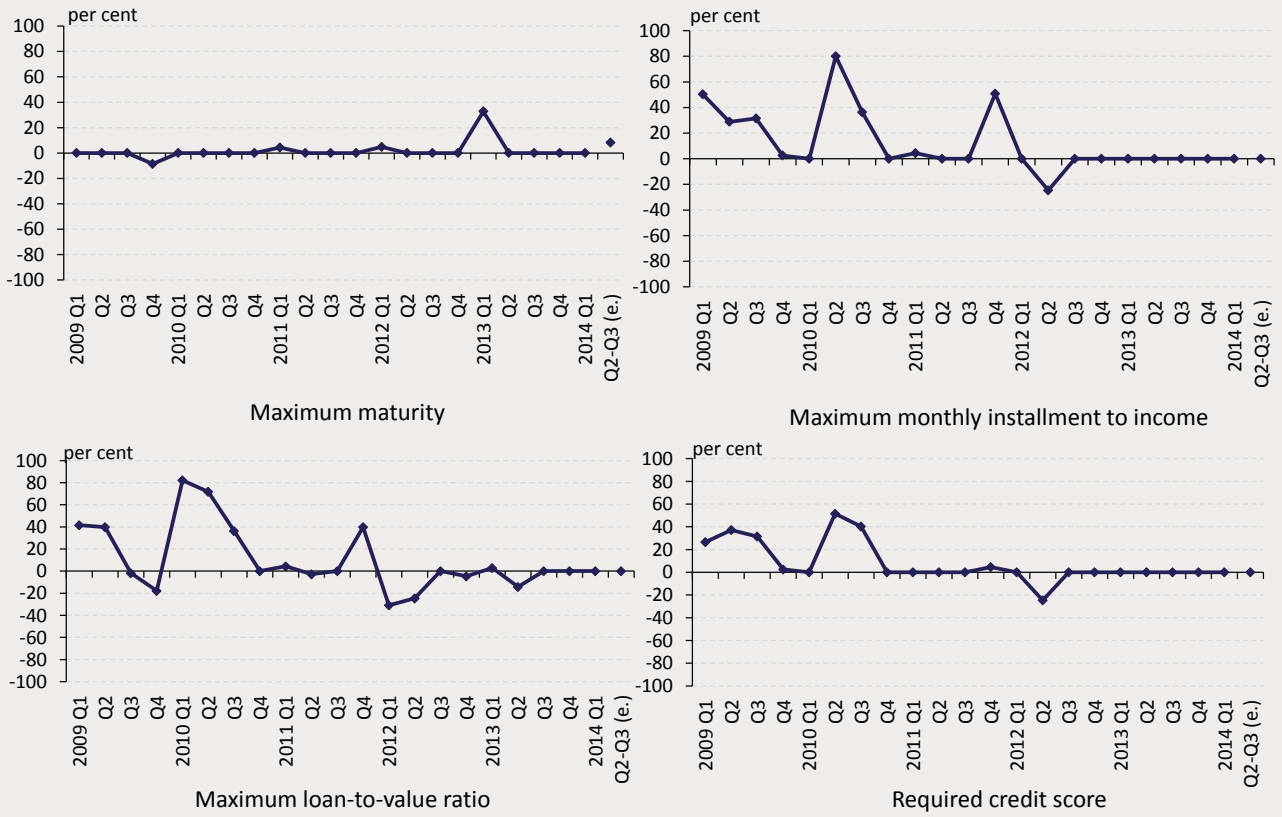 per cent
100
80
60
40
20
0
-20
-40
-60
-80
-100
2009 Q1
Q2
Q3
Q4
2010 Q1
Q2
Q3
Q4
2011 Q1
Q2
Q3
Q4
2012 Q1
Q2
Q3
Q4
2013 Q1
Q2
Q3
Q4
2014 Q1
Q2-Q3 (e.)
Maximum maturity
per cent
100
80
60
40
20
0
-20
-40
-60
-80
-100
2009 Q1
Q2
Q3
Q4
2010 Q1
Q2
Q3
Q4
2011 Q1
Q2
Q3
Q4
2012 Q1
Q2
Q3
Q4
2013 Q1
Q2
Q3
Q4
2014 Q1
Q2-Q3 (e.)
Maximum monthly installment to income
per cent
100
80
60
40
20
0
-20
-40
-60
-80
-100
2009 Q1
Q2
Q3
Q4
2010 Q1
Q2
Q3
Q4
2011 Q1
Q2
Q3
Q4
2012 Q1
Q2
Q3
Q4
2013 Q1
Q2
Q3
Q4
2014 Q1
Q2-Q3 (e.)
Maximum loan-to-value ratio
per cent
100
80
60
40
20
0
-20
-40
-60
-80
-100
2009 Q1
Q2
Q3
Q4
2010 Q1
Q2
Q3
Q4
2011 Q1
Q2
Q3
Q4
2012 Q1
Q2
Q3
Q4
2013 Q1
Q2
Q3
Q4
2014 Q1
Q2-Q3 (e.)
Required credit score